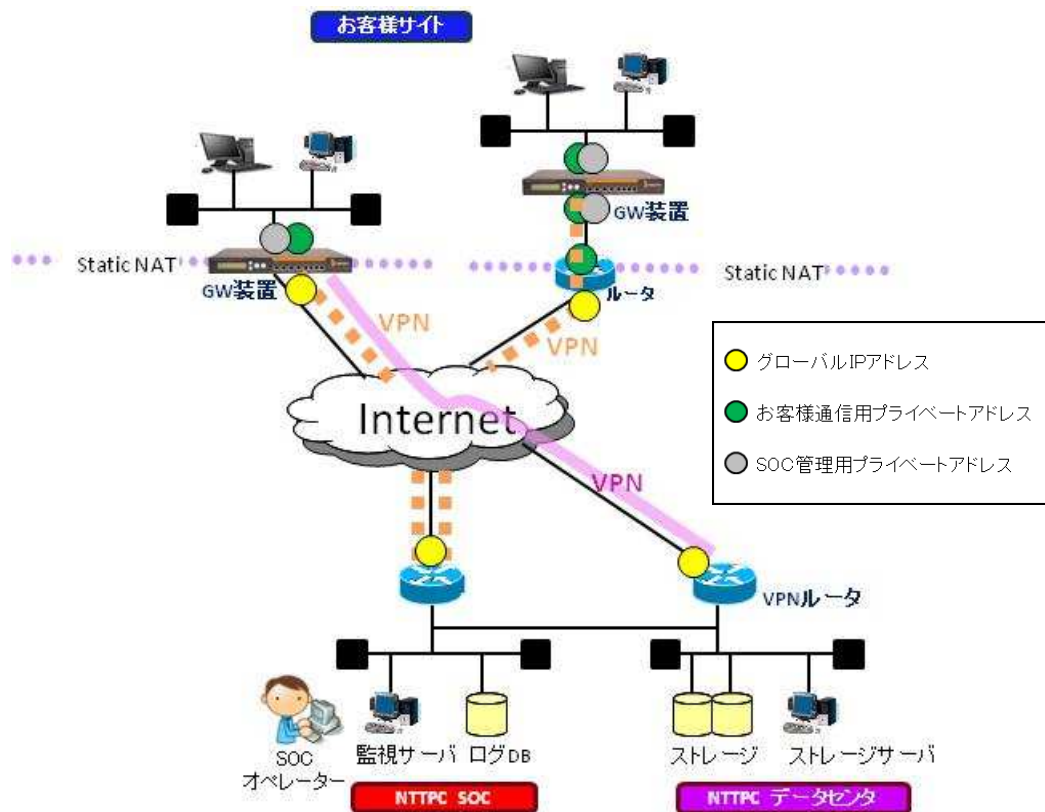 お客様サイト
GW装置
Static NAT
Static NAT
GW装置
ルータ
VPN
VPN
グローバルIPアドレス
お客様通信用プライベートアドレス
SOC管理用プライベートアドレス
Internet
VPN
VPNルータ
SOC
オペレーター
監視サーバ
ログDB
ストレージ
ストレージサーバ
NTTPC SOC
NTTPC データセンタ